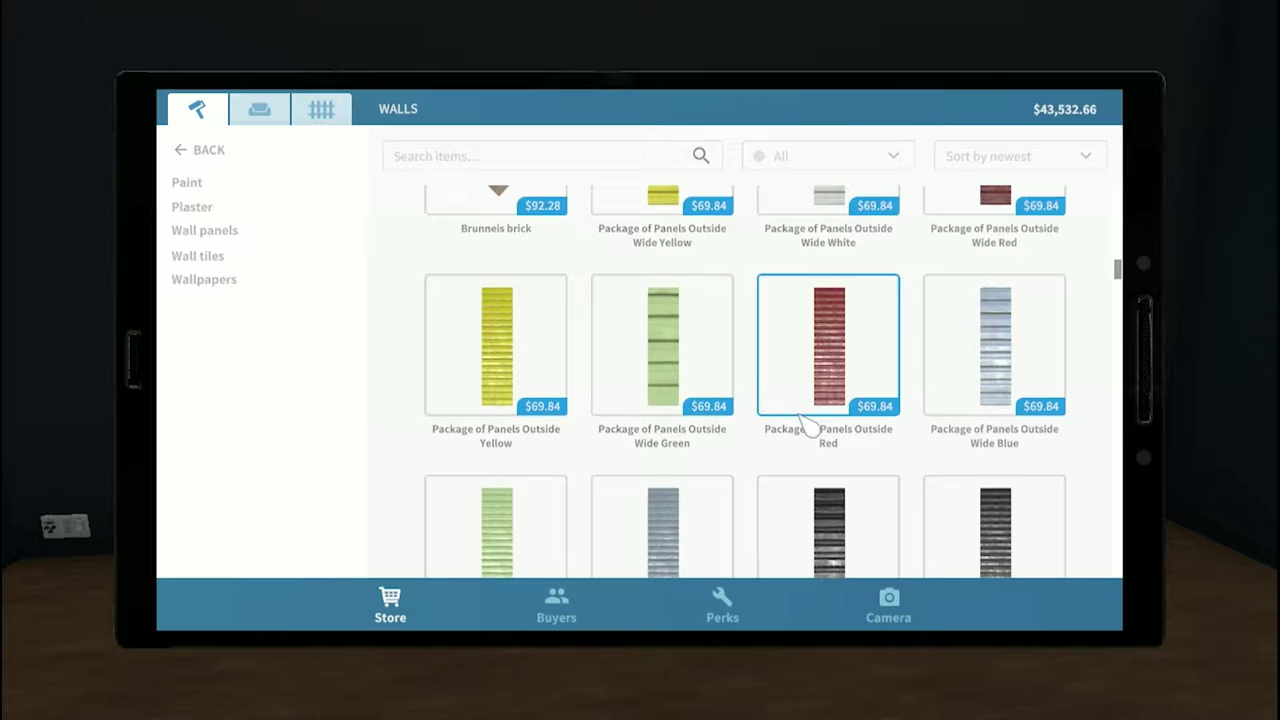 WALLS
$43,532.66
BACK
Search items....
All
Sort by newest
Paint
Plaster
Wall panels
Wall tiles
Wallpapers
$92.28
$69.84
$69.84
$69.84
Brunneis brick
Package of Panels Outside
Wide Yellow
Package of Panels Outside
Wide White
Package of Panels Outside
Wide Red
$69.84
$69.84
$69.84
$69.84
Package of Panels Outside
Yellow
Package of Panels Outside
Wide Green
Package Panels Outside
Red
Package of Panels Outside
Wide Blue
Store
Buyers
Perks
Camera